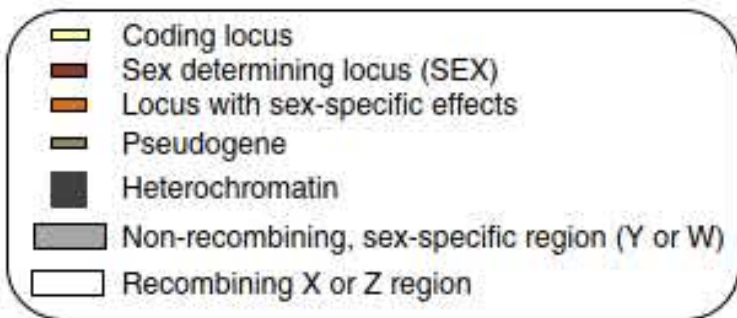 Coding locus
Sex determining locus (SEX)
Locus with sex-specific effects
Pseudogene
Heterochromatin
Non-recombining, sex-specific region (Y or W)
Recombining X or Z region